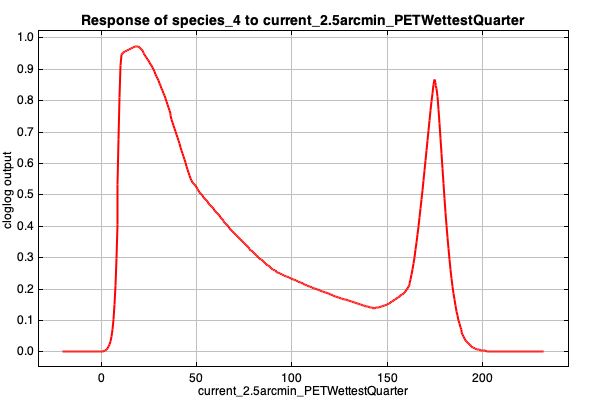 Response of species_4 to current_2.5arcmin_PETWettestQuarter
1.0
0.9
0.8
0.7
0.6
0.5
0.4
0.3
0.2
0.1
0.0
cloglog output
0 50 100 150 200
current_2.5arcmin_PETWettestQuarter